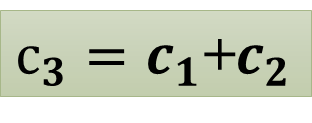 c₃ = c₁+c₂